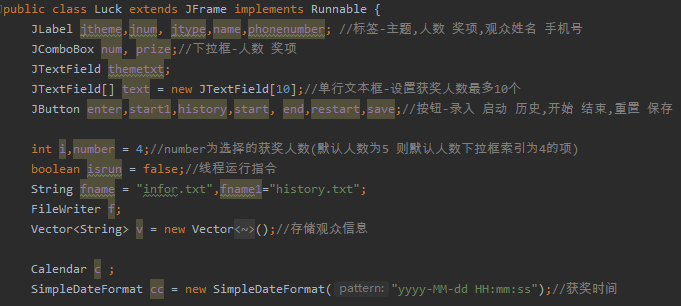 public class Luck extends JFrame implements Runnable {
JLabel jtheme,jnum, jtype,name,phonenumber; //标签-主题,人数 奖项,观众姓名 手机号
JComboBox num, prize;//下拉框-人数 奖项
JTextField themetxt;
JTextField[] text = new JTextField[10];//单行文本框-设置获奖人数最多10个
JButton enter,start1,history,start, end,restart,save;//按钮-录入 启动 历史,开始 结束,重置 保存
int i,number = 4;//number为选择的获奖人数(默认人数为5 则默认人数下拉框索引为4的项)
boolean isrun = false;//线程运行指令
String fname = "infor.txt",fname1="history.txt";
FileWriter f;
Vector<String> v = new Vector<~>();//存储观众信息
Calendar c ;
SimpleDateFormat cc = new SimpleDateFormat( pattern: "yyyy-MM-dd HH:mm:ss");//获奖时间